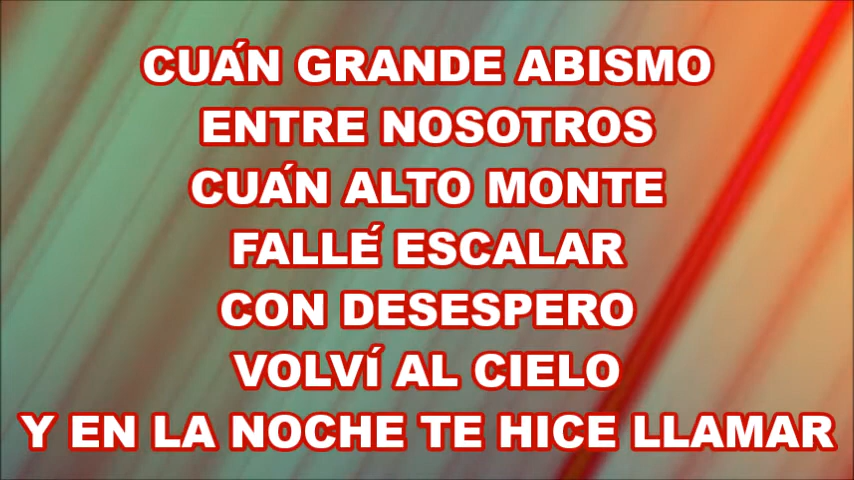 CUÁN GRANDE ABISMO
ENTRE NOSOTROS
CUÁN ALTO MONTE
FALLÉ ESCALAR
CON DESESPERO
VOLVÍ AL CIELO
Y EN LA NOCHE TE HICE LLAMAR